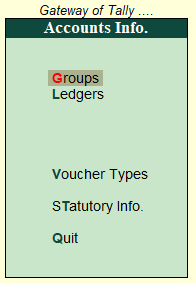 Gateway of Tally ....
Accounts Info.
Groups
Ledgers
Voucher Types
STatutory Info.
Quit